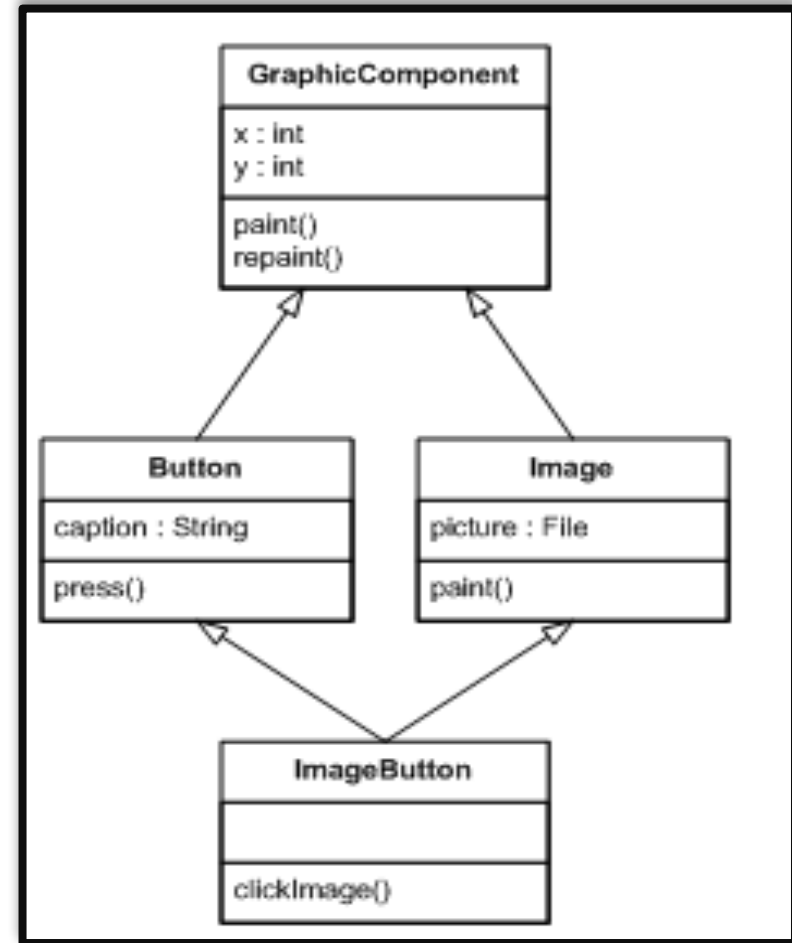 GraphicComponent
x : int
y : int
paint()
repaint()
Button
caption : String
press()
Image
picture : File
paint()
ImageButton
clickImage()